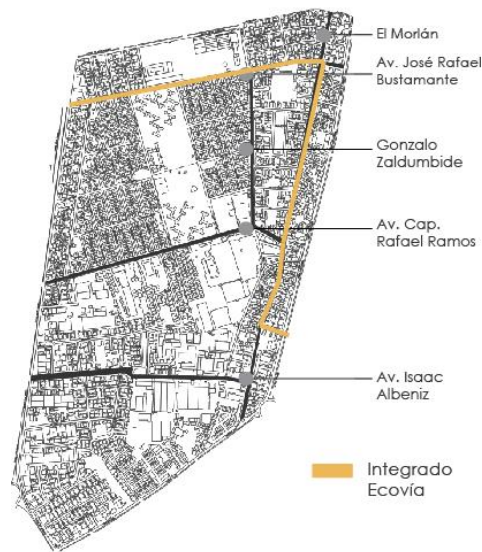 El Morlán
Av. José Rafael
Bustamante
Gonzalo
Zaldumbide
Av. Cap.
Rafael Ramos
Av. Isaac
Albeniz
Integrado
Ecovía